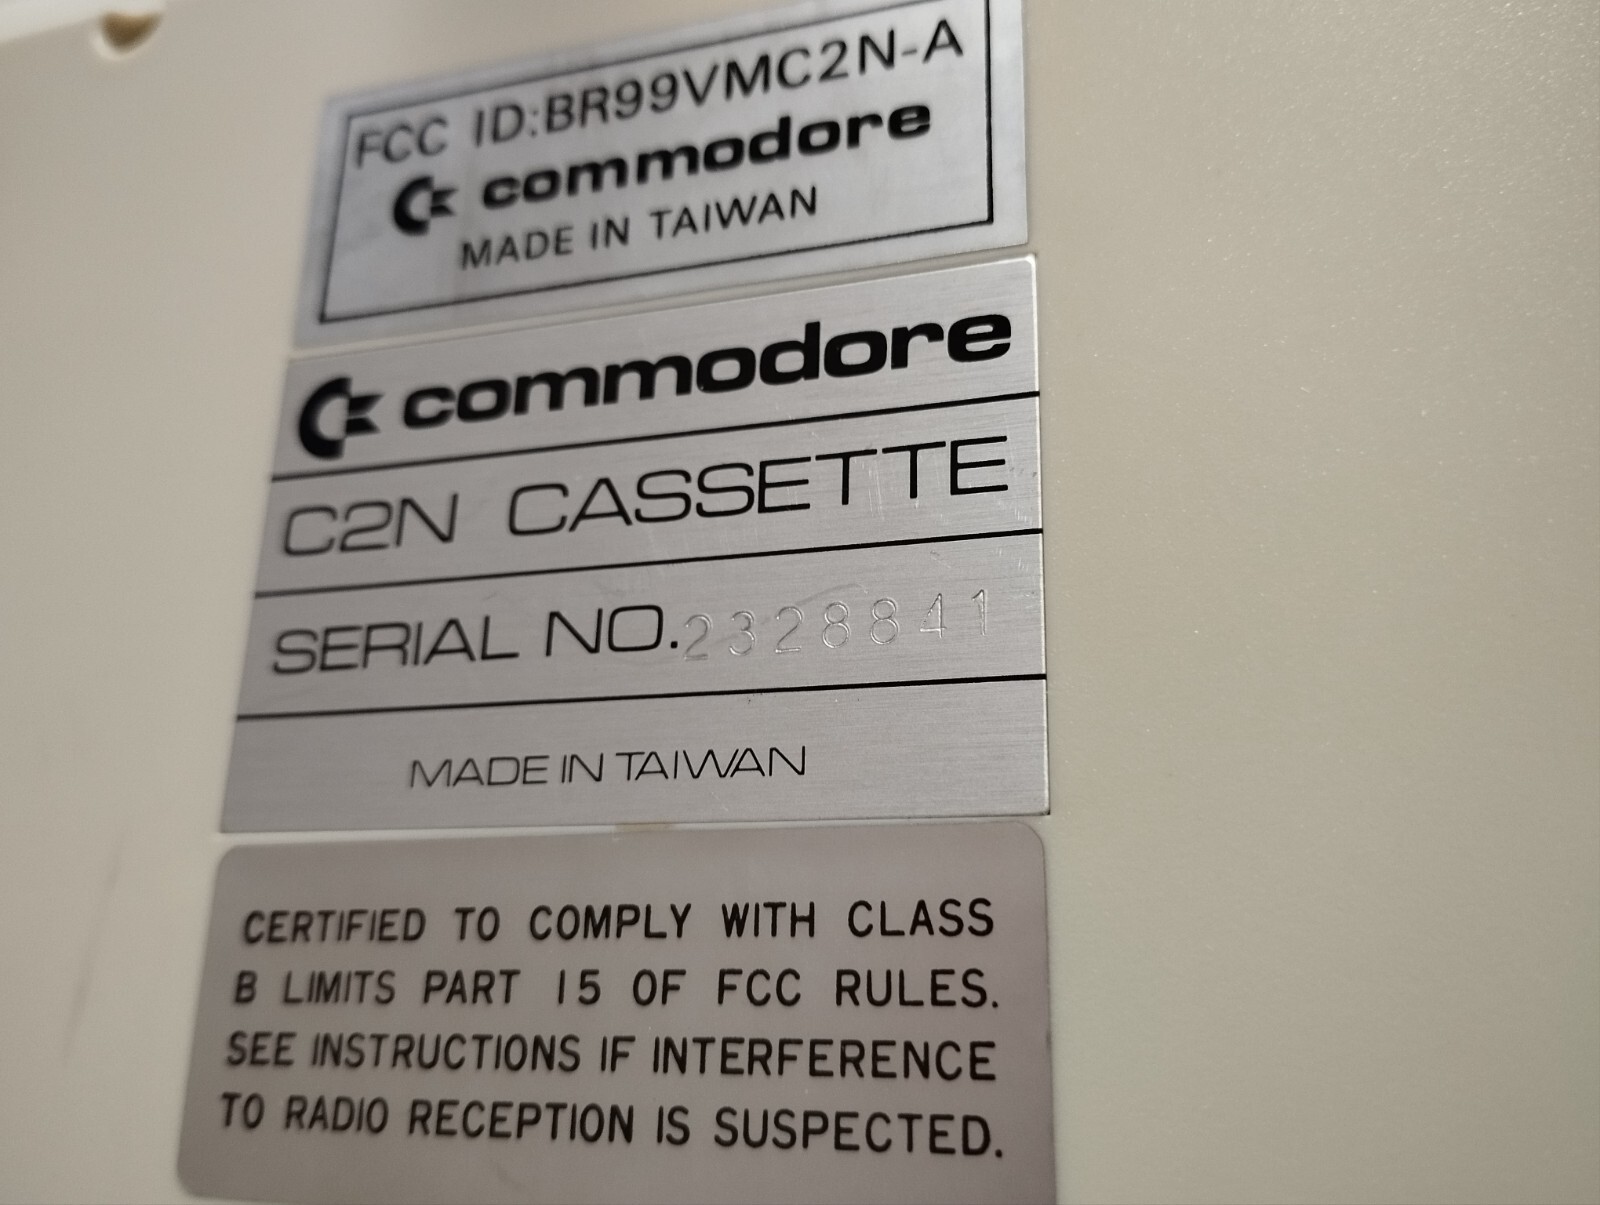 FCC ID:BR99VMC2N-A
commodore
MADE IN TAIWAN
commodore
C2N CASSETTE
SERIAL NO.2328841
MADE IN TAIWAN
CERTIFIED TO COMPLY WITH CLASS
B LIMITS PART 15 OF FCC RULES.
SEE INSTRUCTIONS IF INTERFERENCE
TO RADIO RECEPTION IS SUSPECTED.